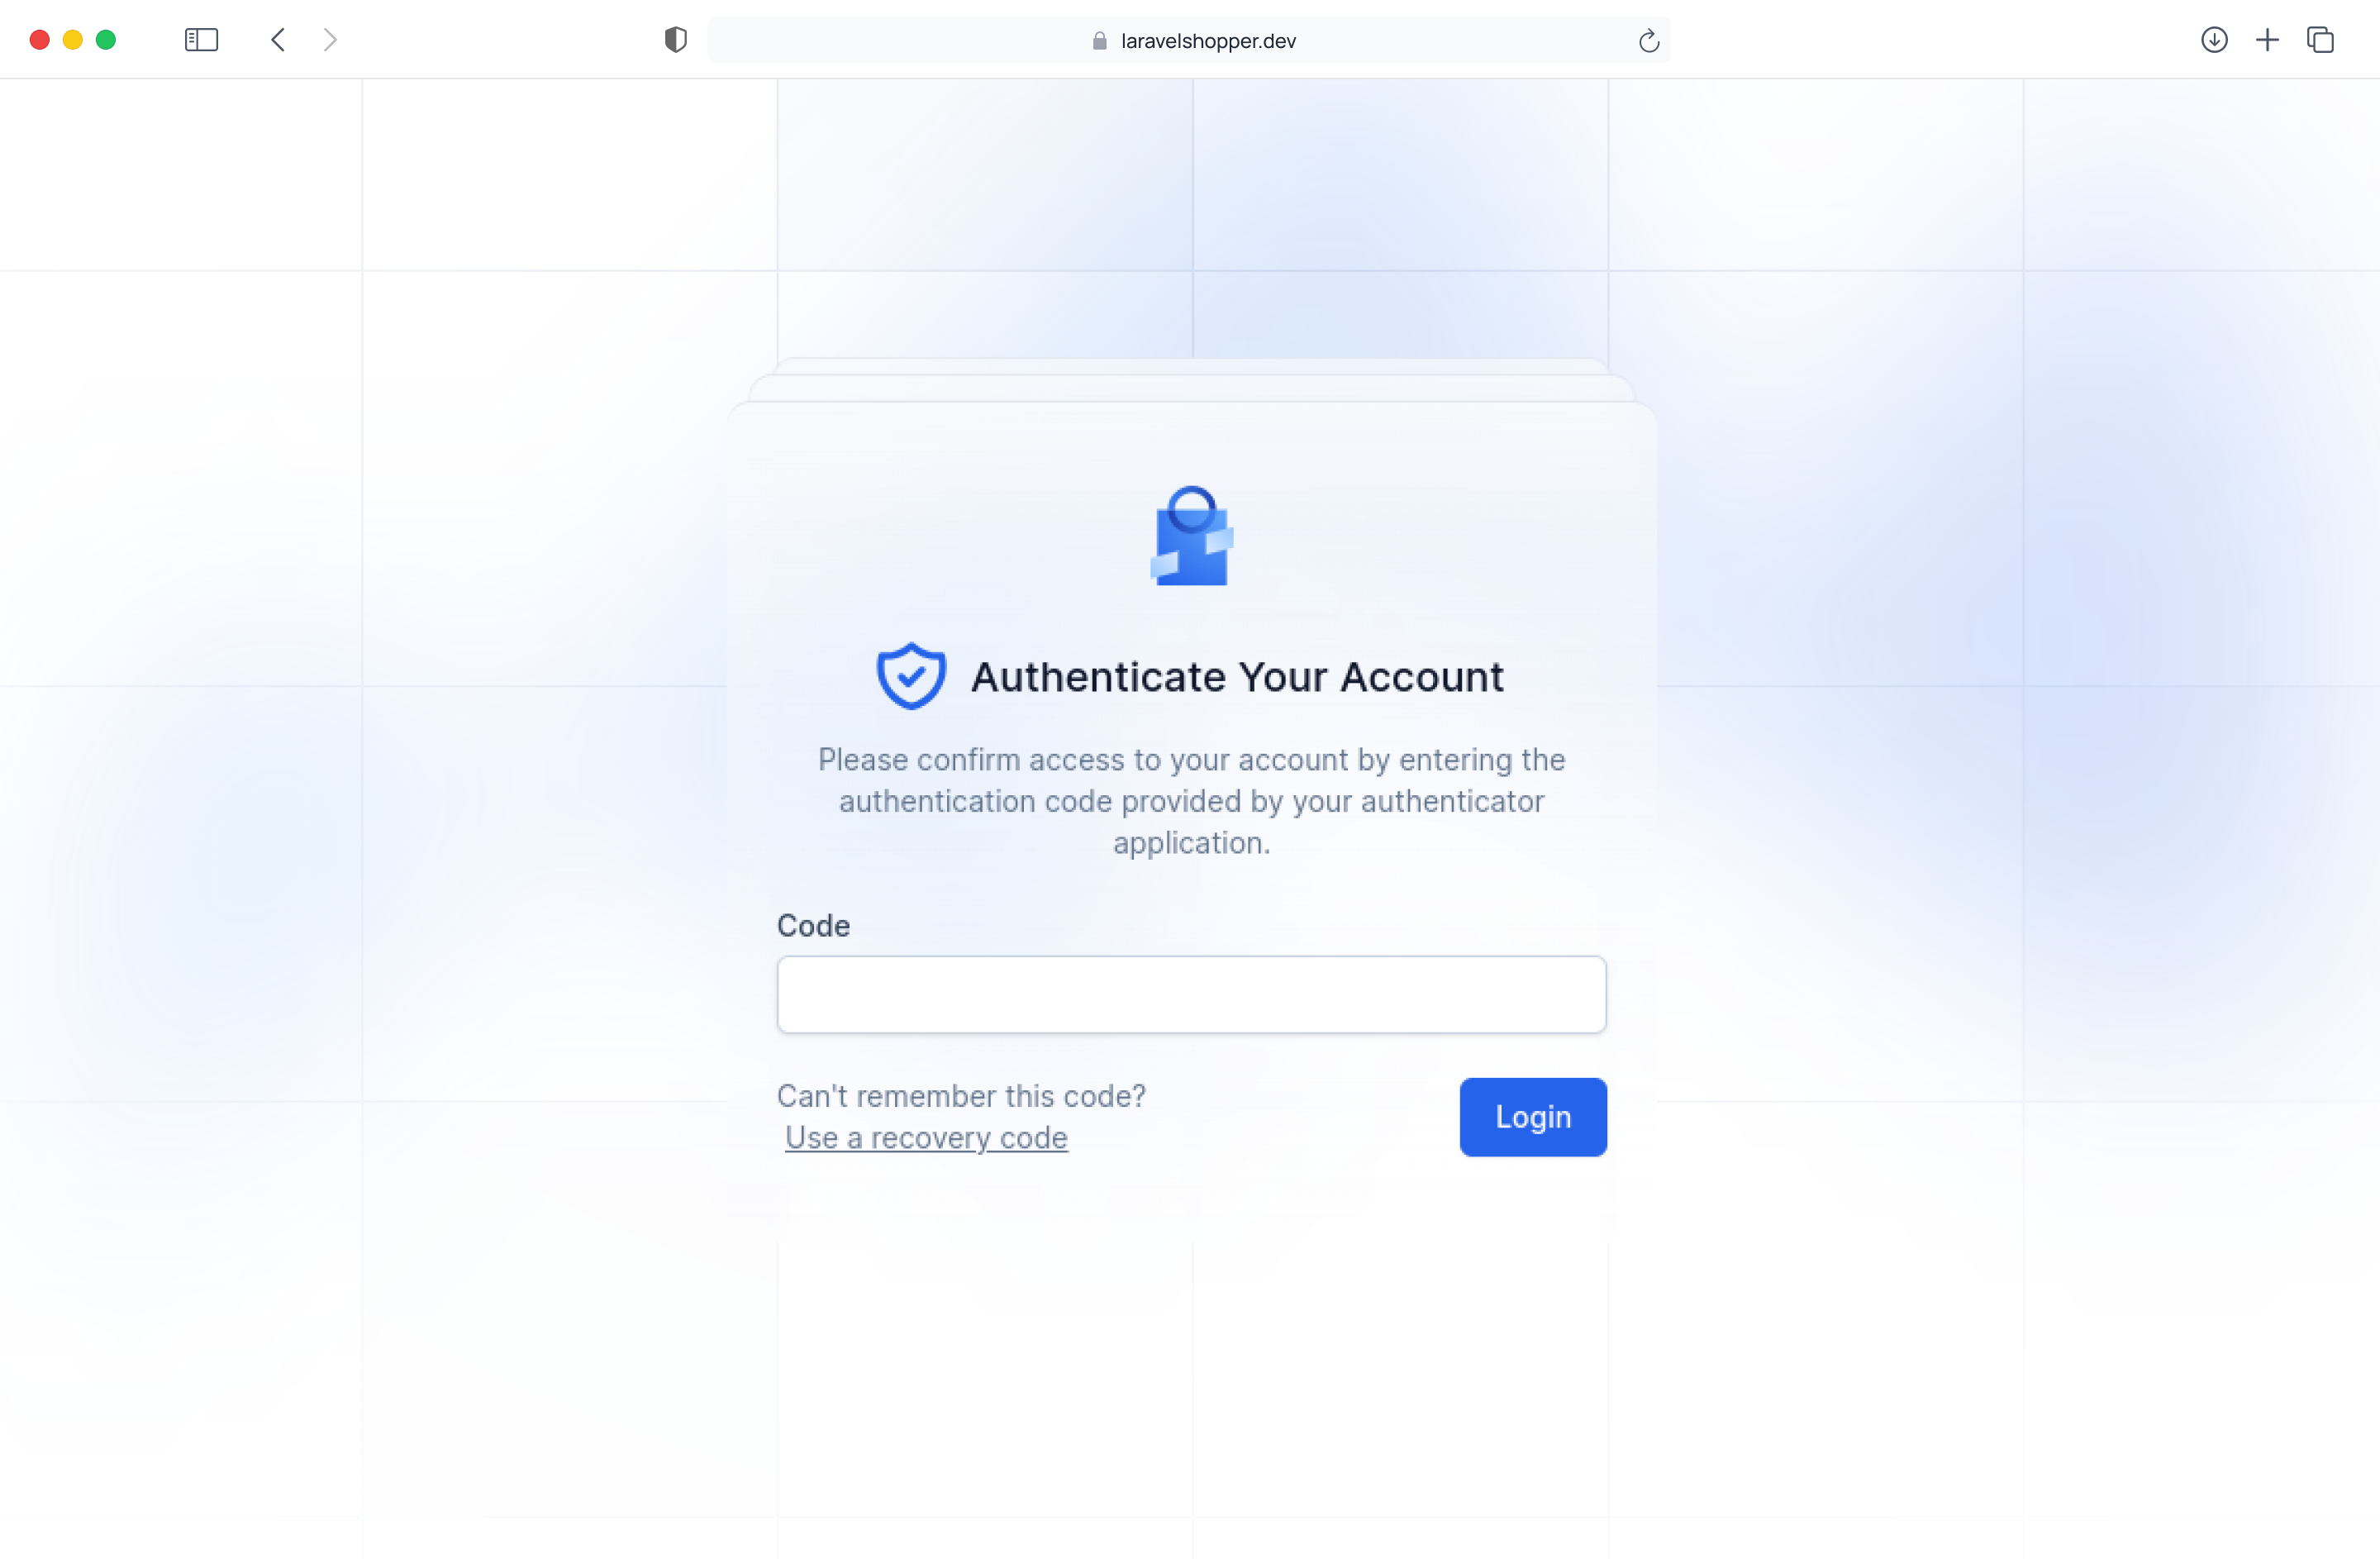 laravelshopper.dev
Authenticate Your Account
Please confirm access to your account by entering the
authentication code provided by your authenticator
application.
Code
Can't remember this code?
Use a recovery code
Login